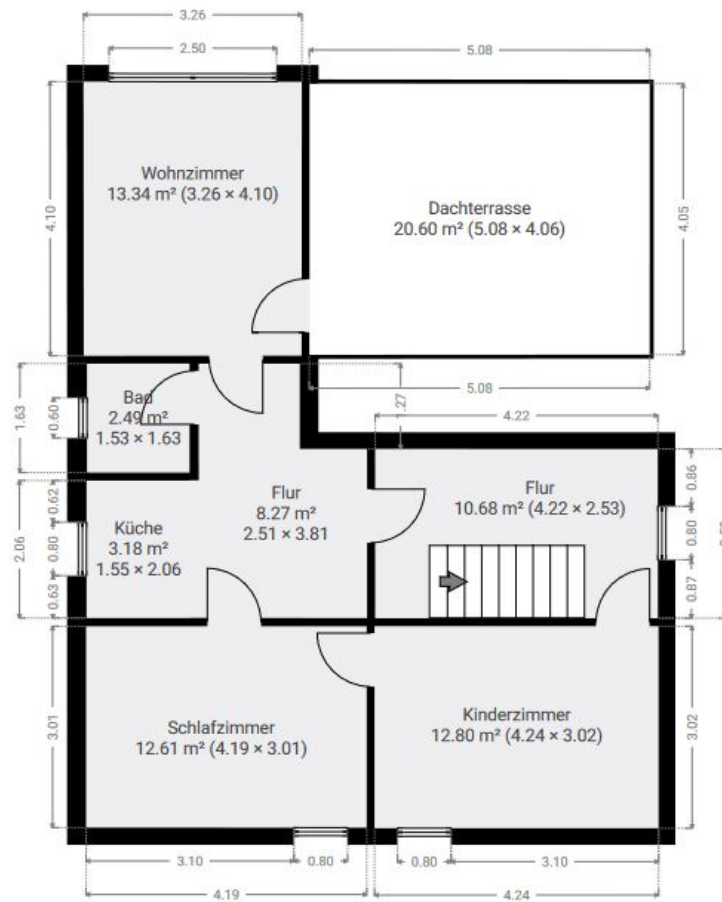 3.26
2.50
5.08
Wohnzimmer
13.34 m² (3.26 × 4.10)
4.10
Dachterrasse
20.60 m² (5.08 × 4.06)
4.05
5.08
1.27
4.22
Bad
2.49 m²
1.53 × 1.63
1.63
0.60
Flur
8.27 m²
2.51 × 3.81
Flur
10.68 m² (4.22 × 2.53)
0.86
0.80
0.87
Küche
3.18 m²
1.55 × 2.06
2.06
0.62
0.80
0.63
Schlafzimmer
12.61 m² (4.19 × 3.01)
3.01
Kinderzimmer
12.80 m² (4.24 × 3.02)
3.02
3.10
0.80
0.80
3.10
4.19
4.24